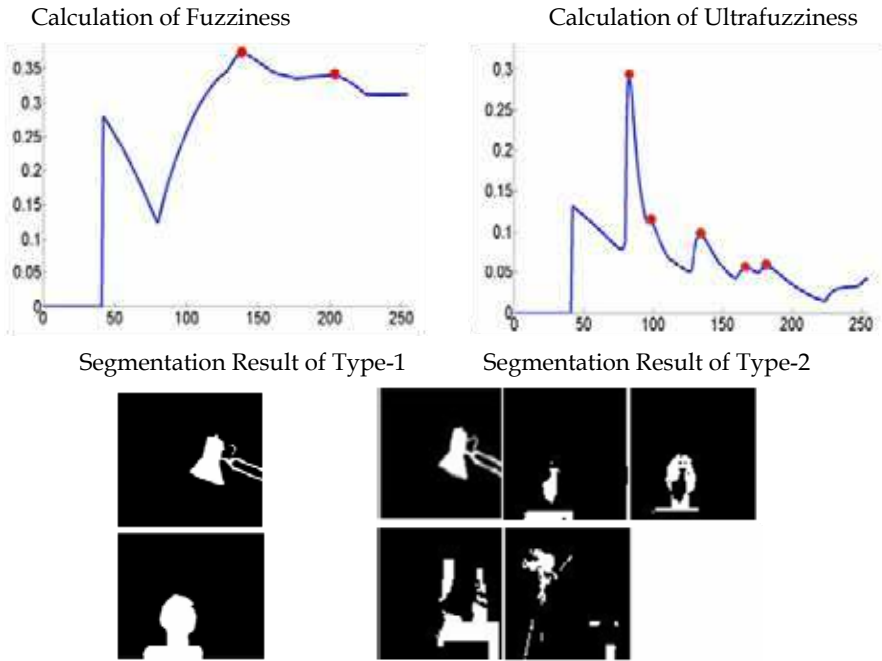 Calculation of Fuzziness
Calculation of Ultrafuzziness
0.35
0.3
0.25
0.2
0.15
0.1
0.05
0
0 50 100 150 200 250
0.3
0.25
0.2
0.15
0.1
0.05
0
0 50 100 150 200 250
Segmentation Result of Type-1
Segmentation Result of Type-2